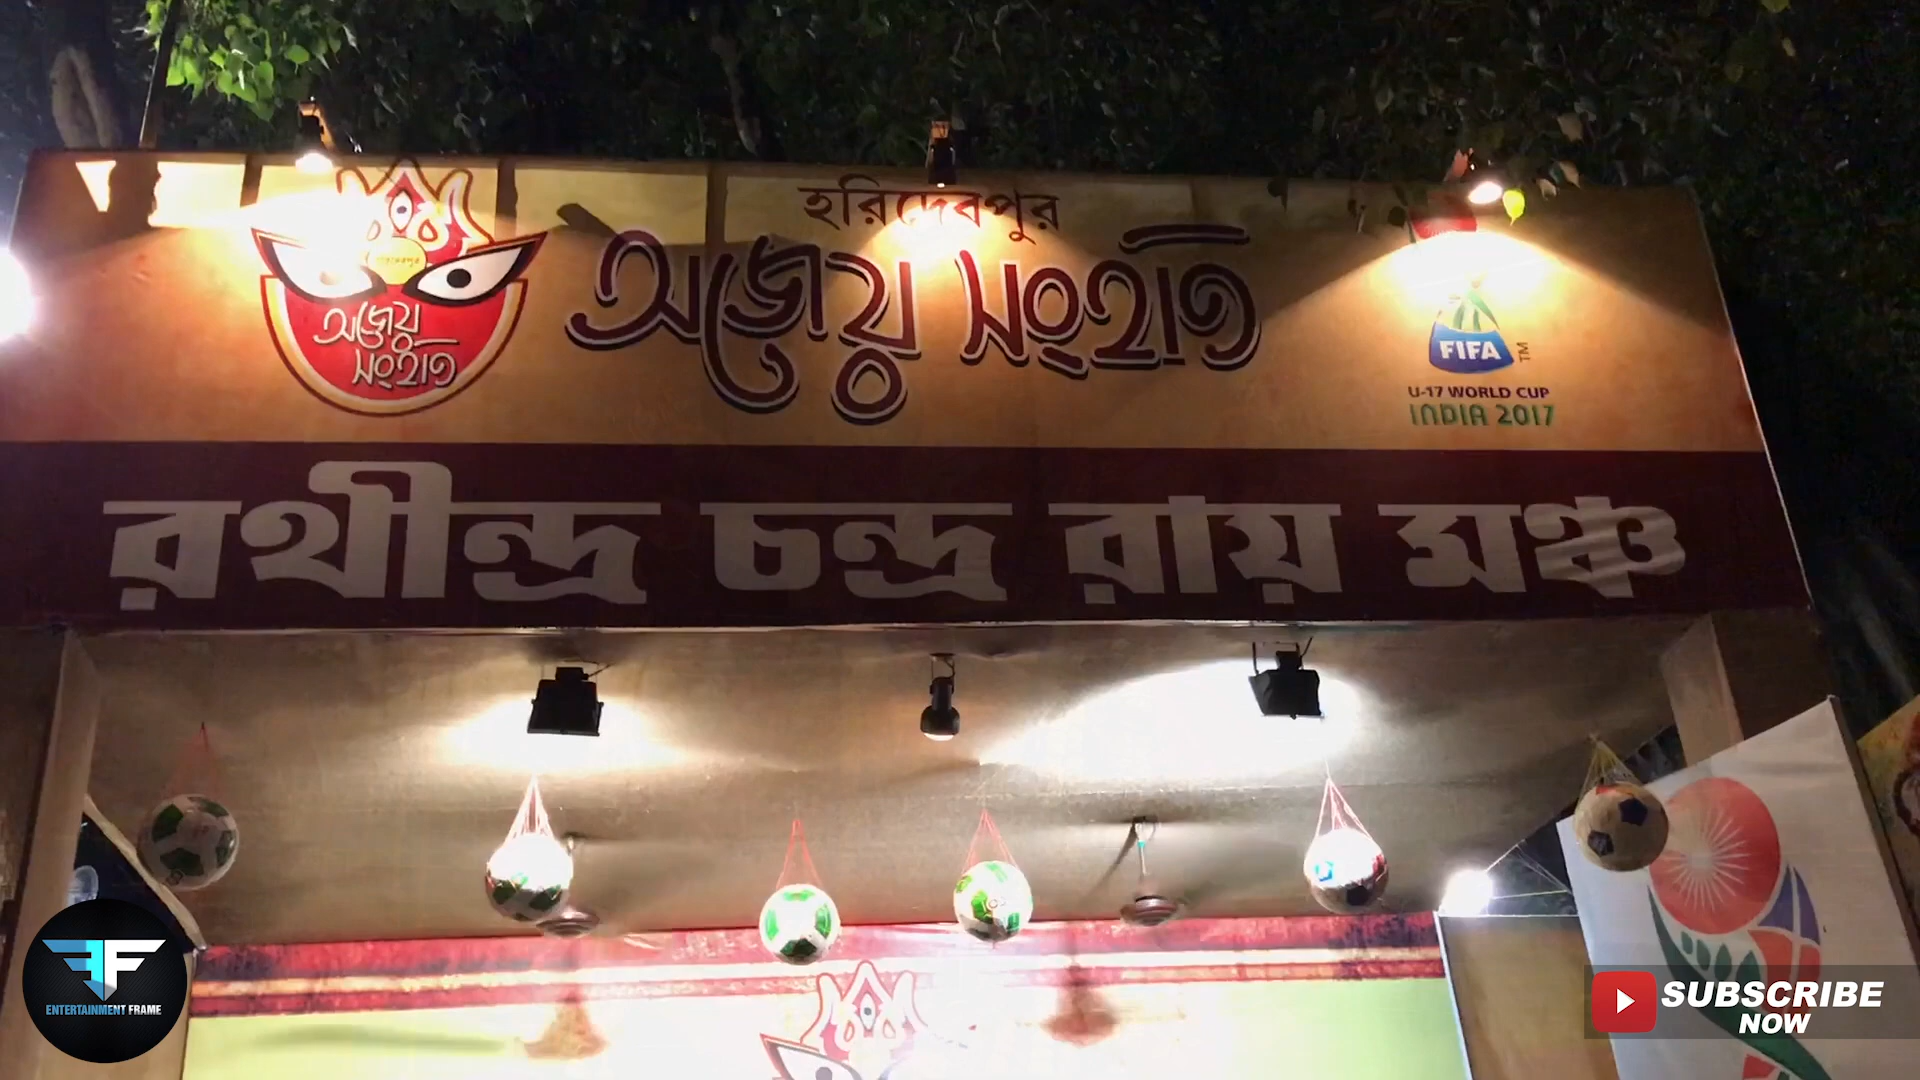 হরিদেবপুর
অজেয় সংহতি
অজেয়
সংহতি
FIFA
TM
U-17 WORLD CUP
INDIA 2017
রথীন্দ্র চন্দ্র রায় মঞ্চ
ENTERTAINMENT FRAME
SUBSCRIBE
NOW